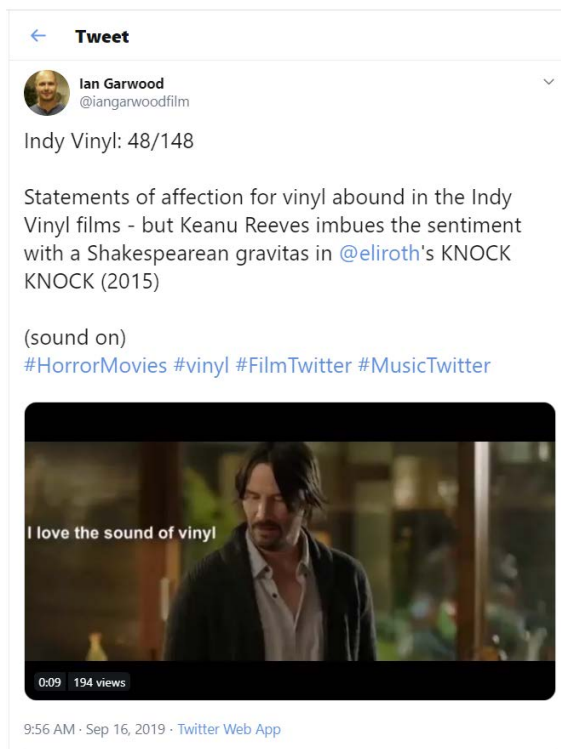 Tweet
Ian Garwood
@iangarwoodfilm
Indy Vinyl: 48/148
Statements of affection for vinyl abound in the Indy
Vinyl films - but Keanu Reeves imbues the sentiment
with a Shakespearean gravitas in @eliroth's KNOCK
KNOCK (2015)
(sound on)
#HorrorMovies #vinyl #FilmTwitter #MusicTwitter
I love the sound of vinyl
0:09 194 views
9:56 AM · Sep 16, 2019 · Twitter Web App